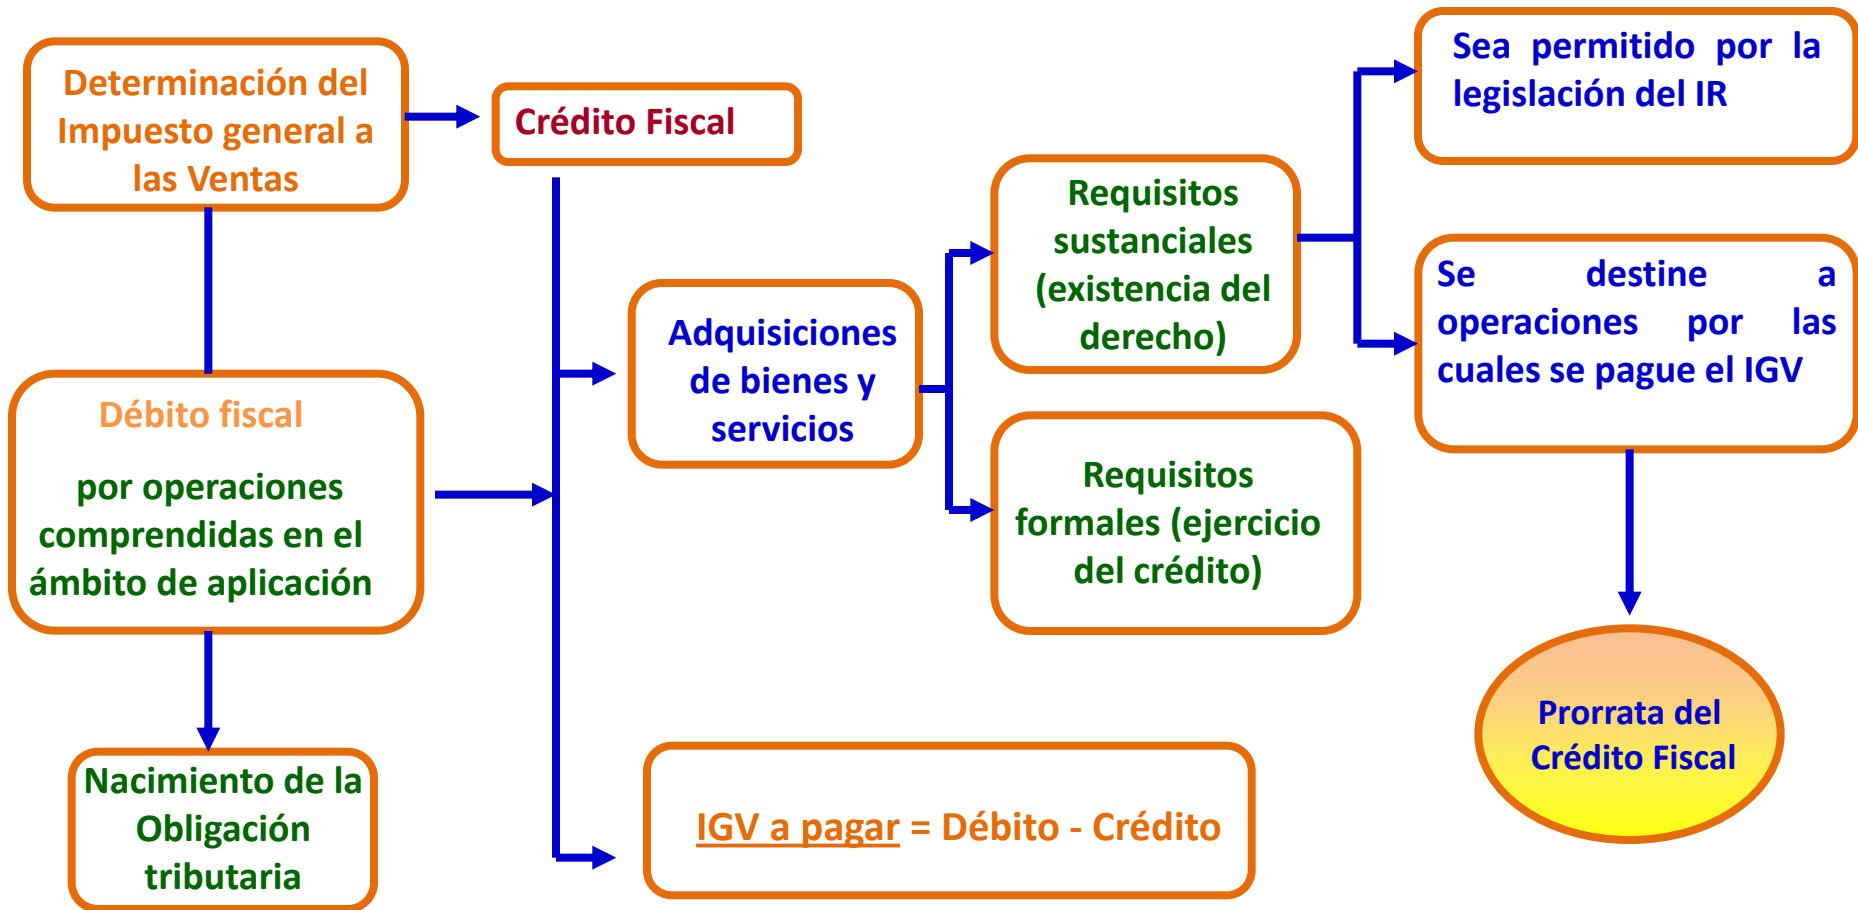 Determinación del
Impuesto general a
las Ventas
Crédito Fiscal
Débito fiscal
por operaciones
comprendidas en el
ámbito de aplicación
Nacimiento de la
Obligación
tributaria
Adquisiciones
de bienes y
servicios
IGV a pagar = Débito - Crédito
Requisitos
sustanciales
(existencia del
derecho)
Requisitos
formales (ejercicio
del crédito)
Sea permitido por la
legislación del IR
Se destine a
operaciones por las
cuales se pague el IGV
Prorrata del
Crédito Fiscal